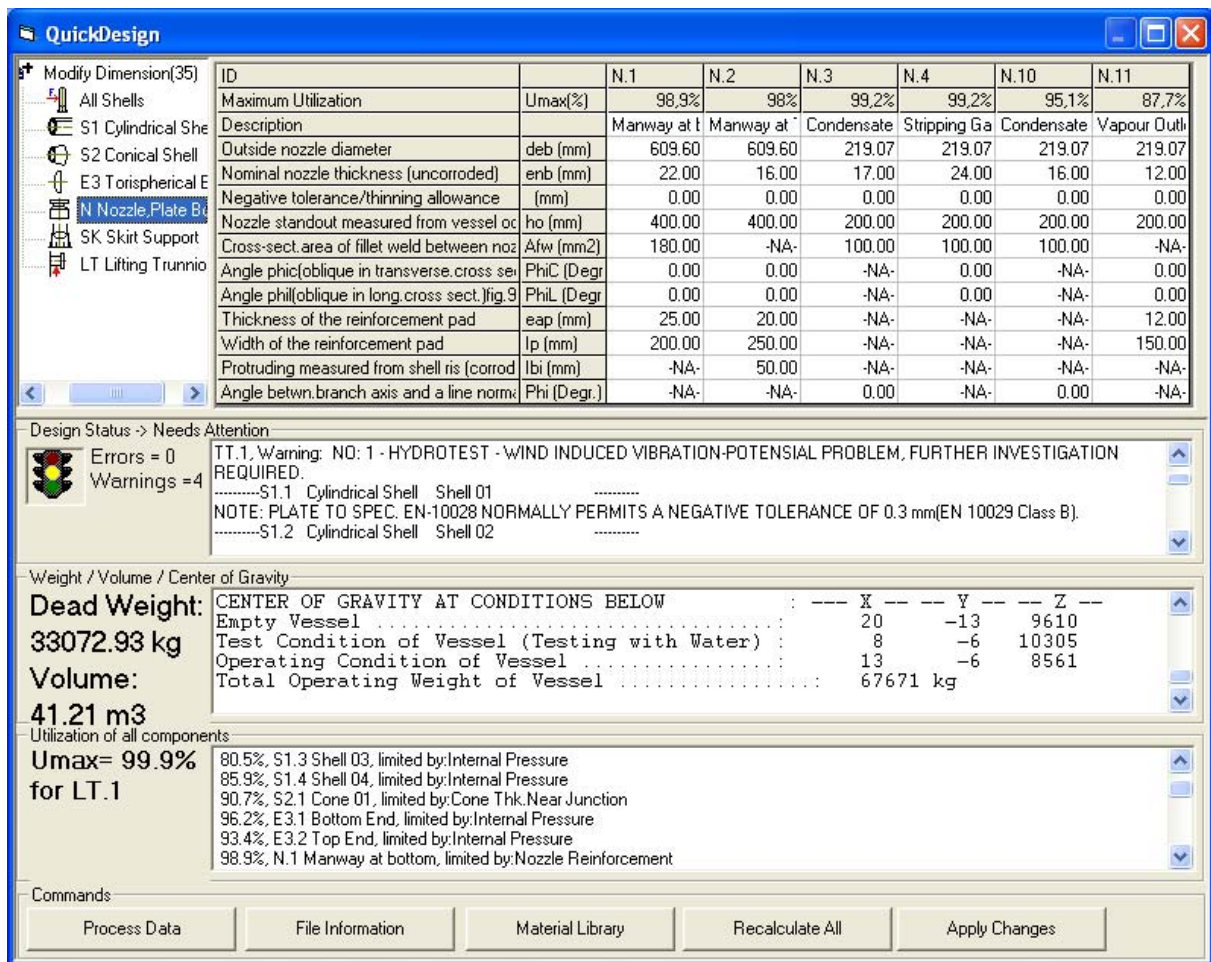 QuickDesign
Modify Dimension(35)
All Shells
S1 Cylindrical She
S2 Conical Shell
E3 Torispherical E
N Nozzle,Plate Bo
SK Skirt Support
LT Lifting Trunnio
ID N.1 N.2 N.3 N.4 N.10 N.11
Maximum Utilization Umax(%) 98,9% 98% 99,2% 99,2% 95,1% 87,7%
Description Manway at b Manway at T Condensate Stripping Ga Condensate Vapour Outl
Outside nozzle diameter deb (mm) 609.60 609.60 219.07 219.07 219.07 219.07
Nominal nozzle thickness (uncorroded) enb (mm) 22.00 16.00 17.00 24.00 16.00 12.00
Negative tolerance/thinning allowance (mm) 0.00 0.00 0.00 0.00 0.00 0.00
Nozzle standout measured from vessel oc ho (mm) 400.00 400.00 200.00 200.00 200.00 200.00
Cross-sect.area of fillet weld between noz Afw (mm2) 180.00 -NA- 100.00 100.00 100.00 -NA-
Angle phic(oblique in transverse.cross se PhiC (Degr 0.00 0.00 -NA- 0.00 -NA- 0.00
Angle phil(oblique in long.cross sect.)fig.9 PhiL (Degr 0.00 0.00 -NA- 0.00 -NA- 0.00
Thickness of the reinforcement pad eap (mm) 25.00 20.00 -NA- -NA- -NA- 12.00
Width of the reinforcement pad lp (mm) 200.00 250.00 -NA- -NA- -NA- 150.00
Protruding measured from shell ris (corrod lbi (mm) -NA- 50.00 -NA- -NA- -NA- -NA-
Angle betwn.branch axis and a line norma Phi (Degr.) -NA- -NA- 0.00 -NA- 0.00 -NA-
Design Status -> Needs Attention
Errors = 0
Warnings =4
TT.1, Warning: NO: 1 - HYDROTEST - WIND INDUCED VIBRATION-POTENSIAL PROBLEM, FURTHER INVESTIGATION
REQUIRED.
----------S1.1 Cylindrical Shell Shell 01 ----------
NOTE: PLATE TO SPEC. EN-10028 NORMALLY PERMITS A NEGATIVE TOLERANCE OF 0.3 mm(EN 10029 Class B).
----------S1.2 Cylindrical Shell Shell 02 ----------
Weight / Volume / Center of Gravity
Dead Weight:
33072.93 kg
Volume:
41.21 m3
CENTER OF GRAVITY AT CONDITIONS BELOW : --- X -- -- Y -- -- Z --
Empty Vessel ..................................: 20 -13 9610
Test Condition of Vessel (Testing with Water) : 8 -6 10305
Operating Condition of Vessel .................: 13 -6 8561
Total Operating Weight of Vessel .................: 67671 kg
Utilization of all components
Umax= 99.9%
for LT.1
80.5%, S1.3 Shell 03, limited by:Internal Pressure
85.9%, S1.4 Shell 04, limited by:Internal Pressure
90.7%, S2.1 Cone 01, limited by:Cone Thk.Near Junction
96.2%, E3.1 Bottom End, limited by:Internal Pressure
93.4%, E3.2 Top End, limited by:Internal Pressure
98.9%, N.1 Manway at bottom, limited by:Nozzle Reinforcement
Commands
Process Data
File Information
Material Library
Recalculate All
Apply Changes